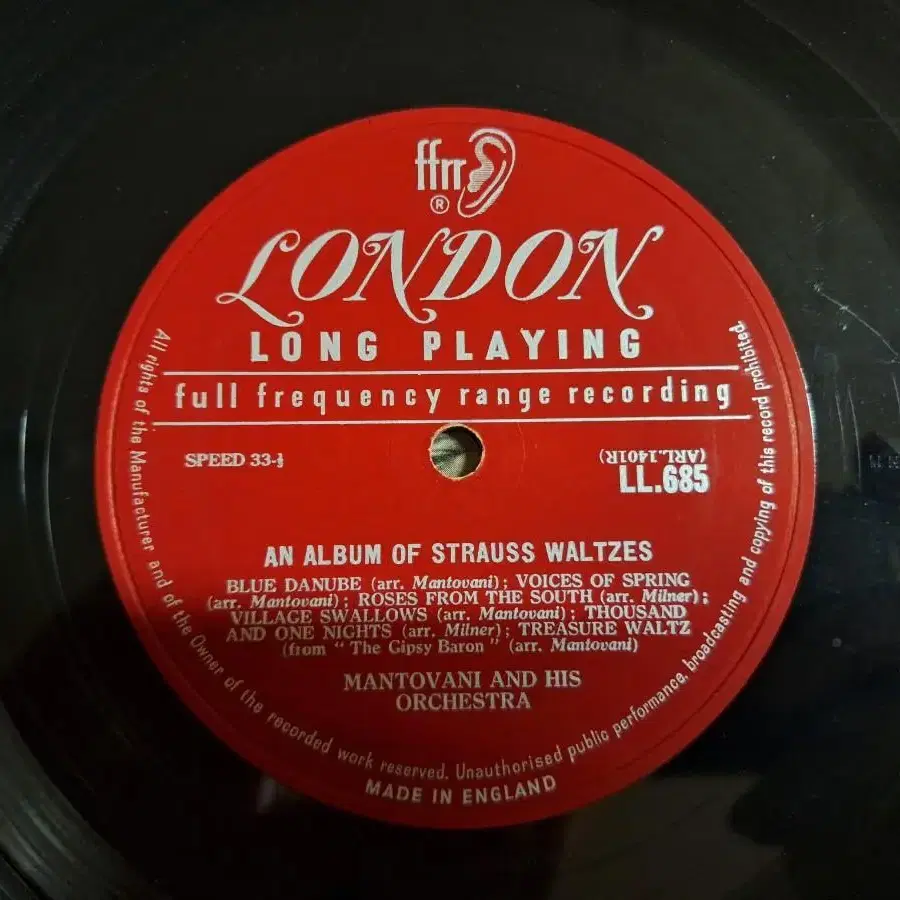 ffrr
®
LONDON
LONG PLAYING
full frequency range recording
SPEED 33-⅓
(ARL.1401R)
LL.685
AN ALBUM OF STRAUSS WALTZES
BLUE DANUBE (arr. Mantovani); VOICES OF SPRING
(arr. Mantovani); ROSES FROM THE SOUTH (arr. Milner);
VILLAGE SWALLOWS (arr. Mantovani); THOUSAND
AND ONE NIGHTS (arr. Milner); TREASURE WALTZ
(from "The Gipsy Baron" (arr. Mantovani)
MANTOVANI AND HIS
ORCHESTRA
All rights of the Manufacturer and of the Owner of the recorded work reserved. Unauthorised public performance, broadcasting and copying of this record prohibited.
MADE IN ENGLAND